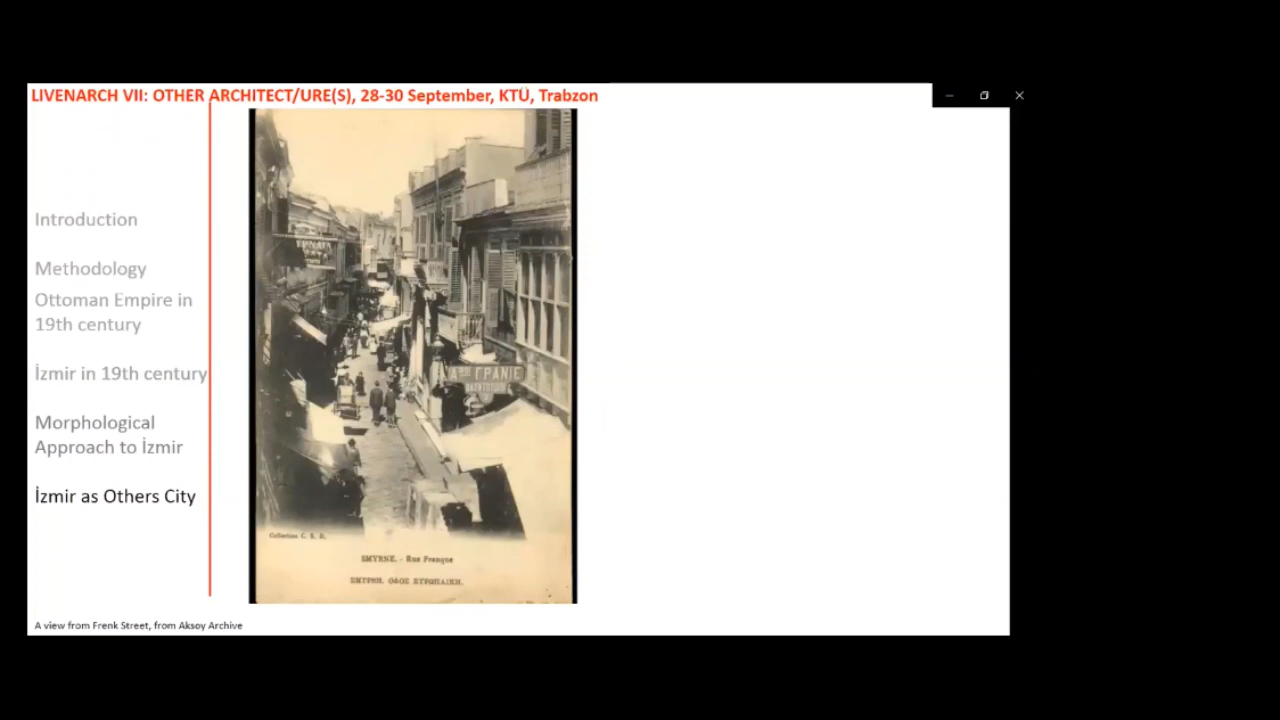 LIVENARCH VII: OTHER ARCHITECT/URE(S), 28-30 September, KTÜ, Trabzon
Introduction
Methodology
Ottoman Empire in
19th century
İzmir in 19th century
Morphological
Approach to İzmir
İzmir as Others City
ΓΡΑΝΙΕ
Collection C. S. R.
SMYRNE. - Rue Franque
ΣΜΥΡΝΗ. ΟΔΟΣ ΕΥΡΩΠΑΙΚΗ.
A view from Frenk Street, from Aksoy Archive